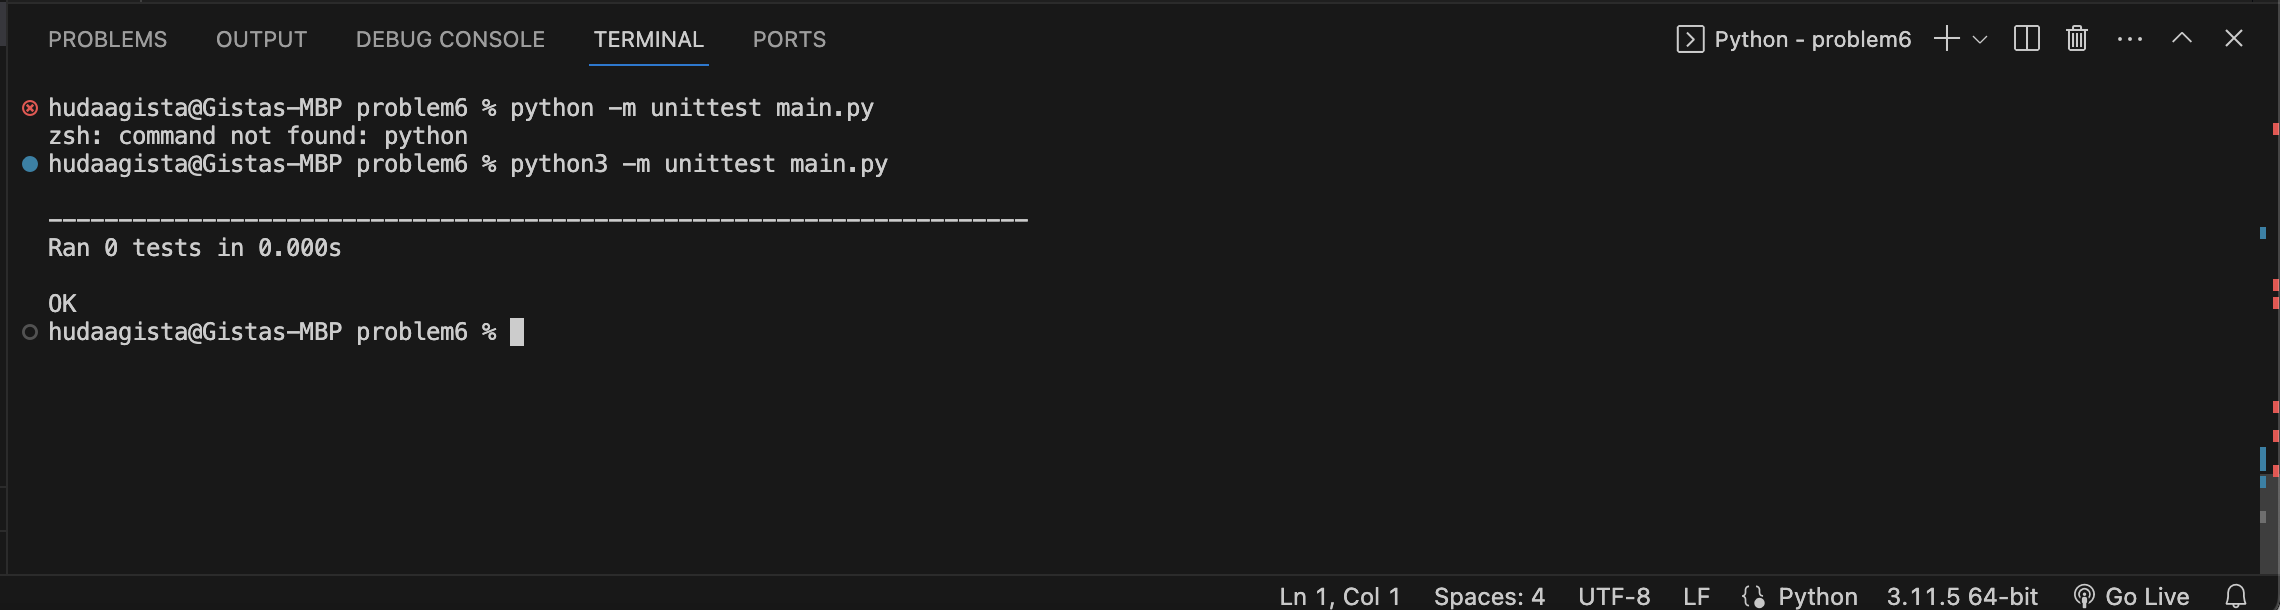 PROBLEMS OUTPUT DEBUG CONSOLE TERMINAL PORTS Python - problem6
hudaagista@Gistas-MBP problem6 % python -m unittest main.py
zsh: command not found: python
hudaagista@Gistas-MBP problem6 % python3 -m unittest main.py
----------------------------------------------------------------------
Ran 0 tests in 0.000s
OK
hudaagista@Gistas-MBP problem6 %
Ln 1, Col 1 Spaces: 4 UTF-8 LF Python 3.11.5 64-bit Go Live